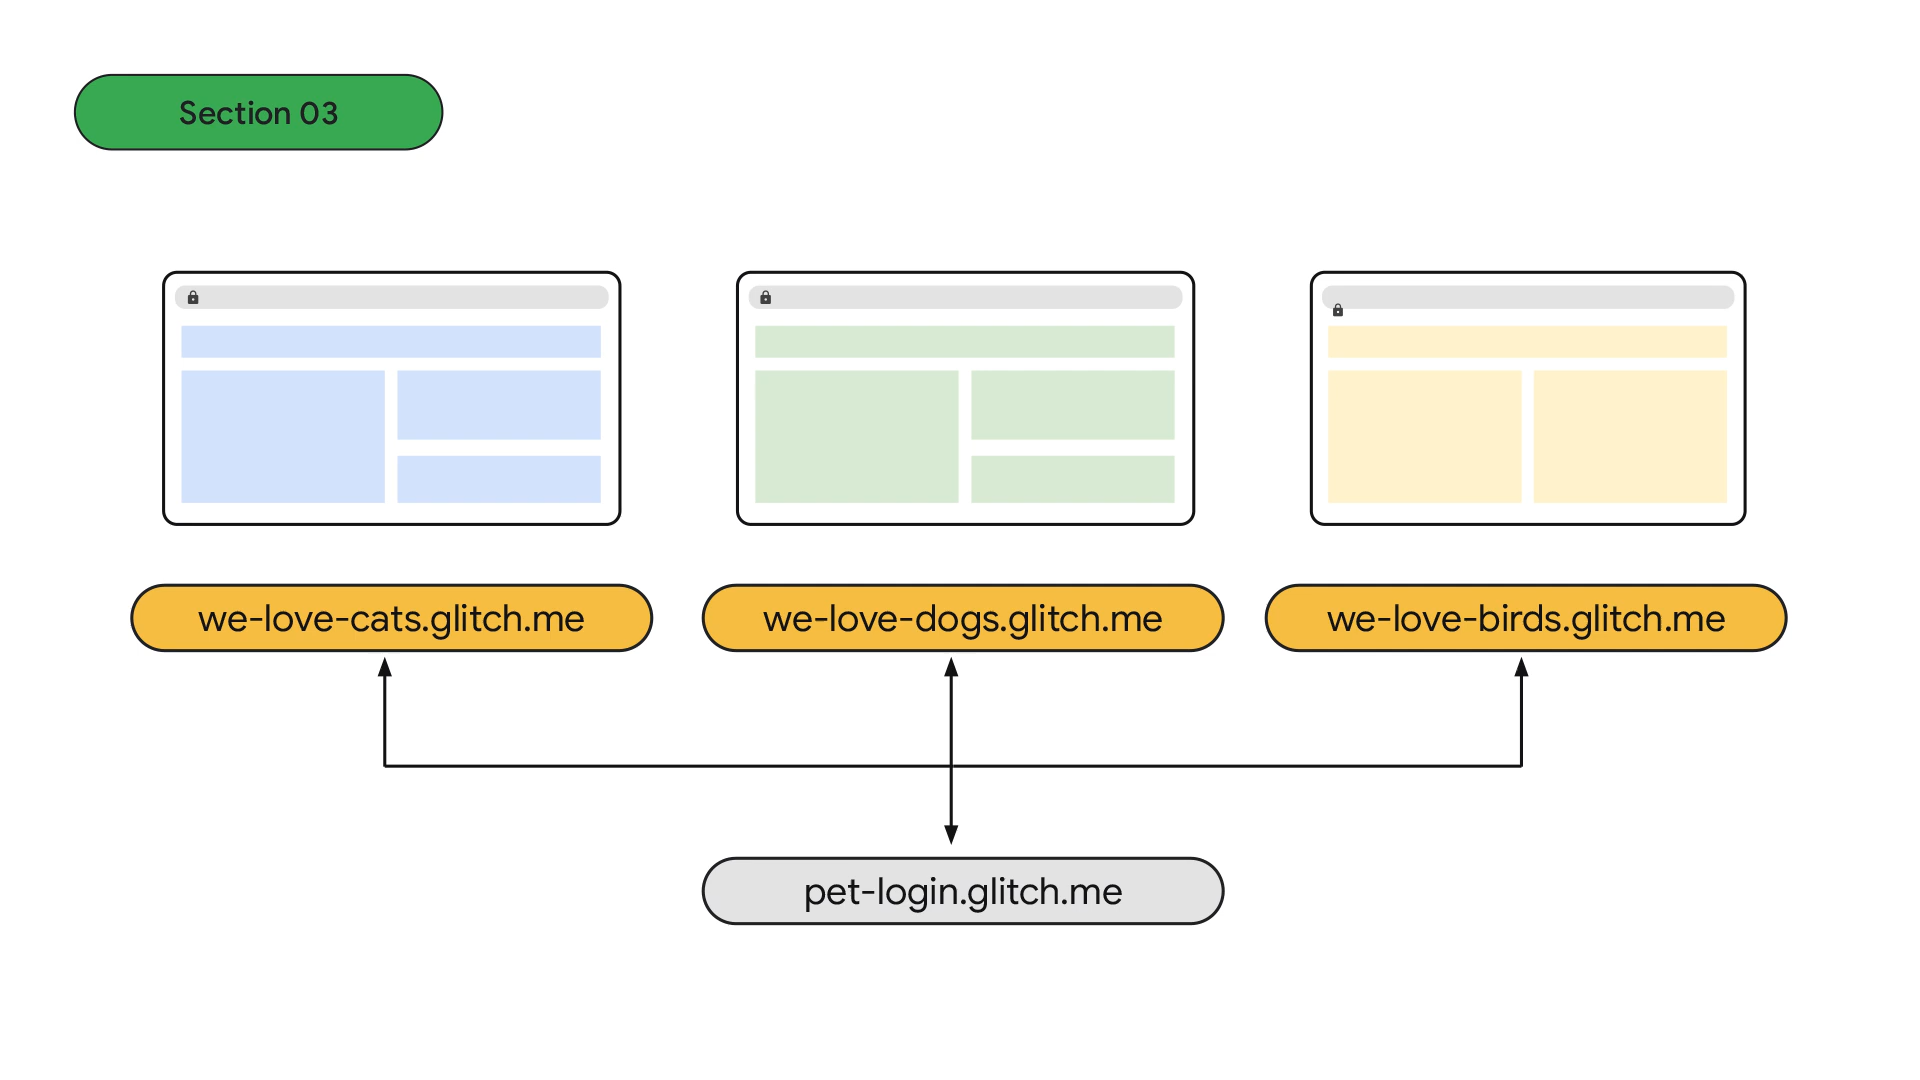 Section 03
we-love-cats.glitch.me
we-love-dogs.glitch.me
we-love-birds.glitch.me
pet-login.glitch.me